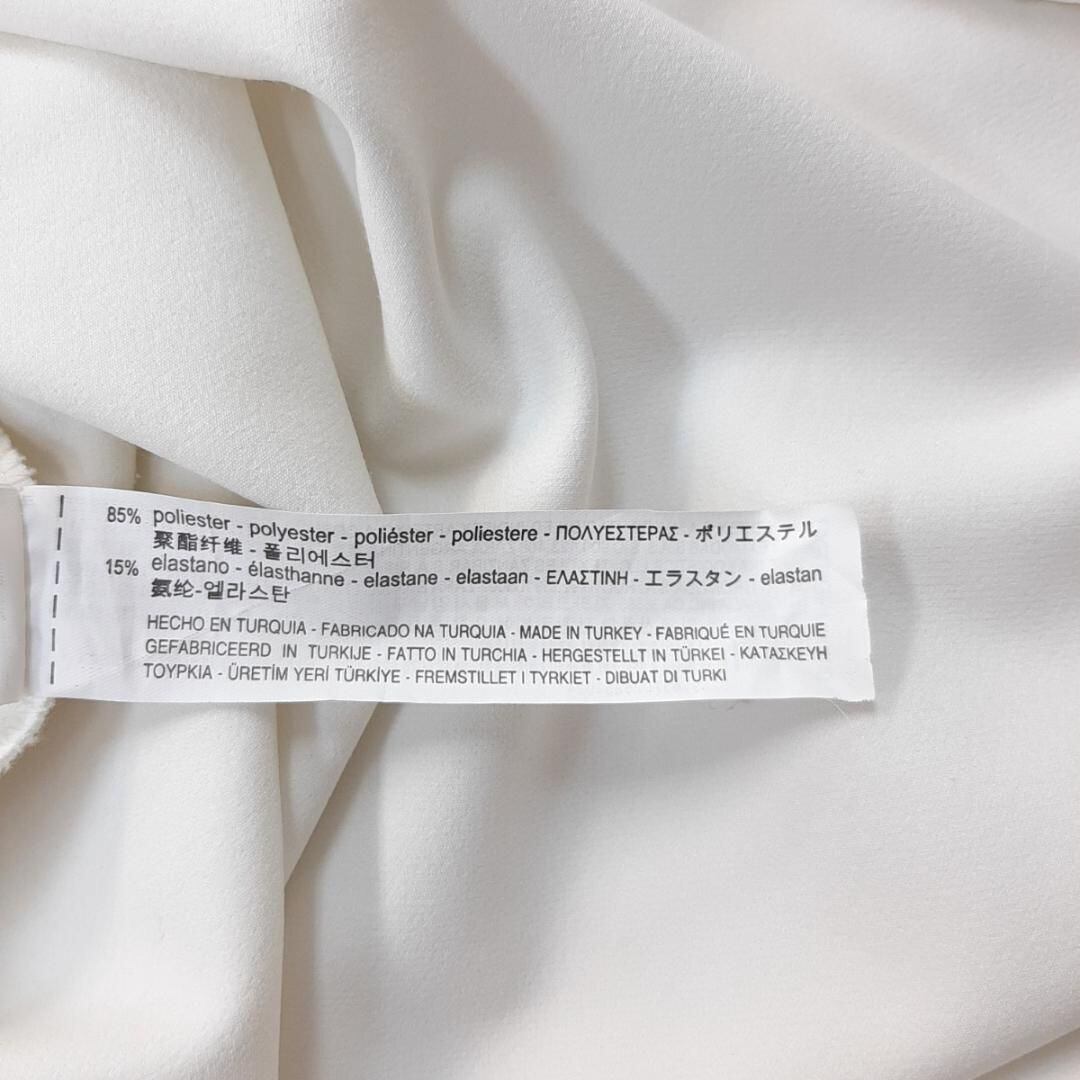 85% poliester - polyester - poliéster - poliestere - ΠΟΛΥΕΣΤΕΡΑΣ - ポリエステル
聚酯纤维 - 폴리에스터
15% elastano - élasthanne - elastane - elastaan - ΕΛΑΣΤΙΝΗ - エラスタン - elastan
氨纶-엘라스탄
HECHO EN TURQUIA - FABRICADO NA TURQUIA - MADE IN TURKEY - FABRIQUÉ EN TURQUIE
GEFABRICEERD IN TURKIJE - FATTO IN TURCHIA - HERGESTELLT IN TÜRKEI - ΚΑΤΑΣΚΕΥΗ
ΤΟΥΡΚΙΑ - ÜRETİM YERİ TÜRKİYE - FREMSTILLET I TYRKIET - DIBUAT DI TURKI